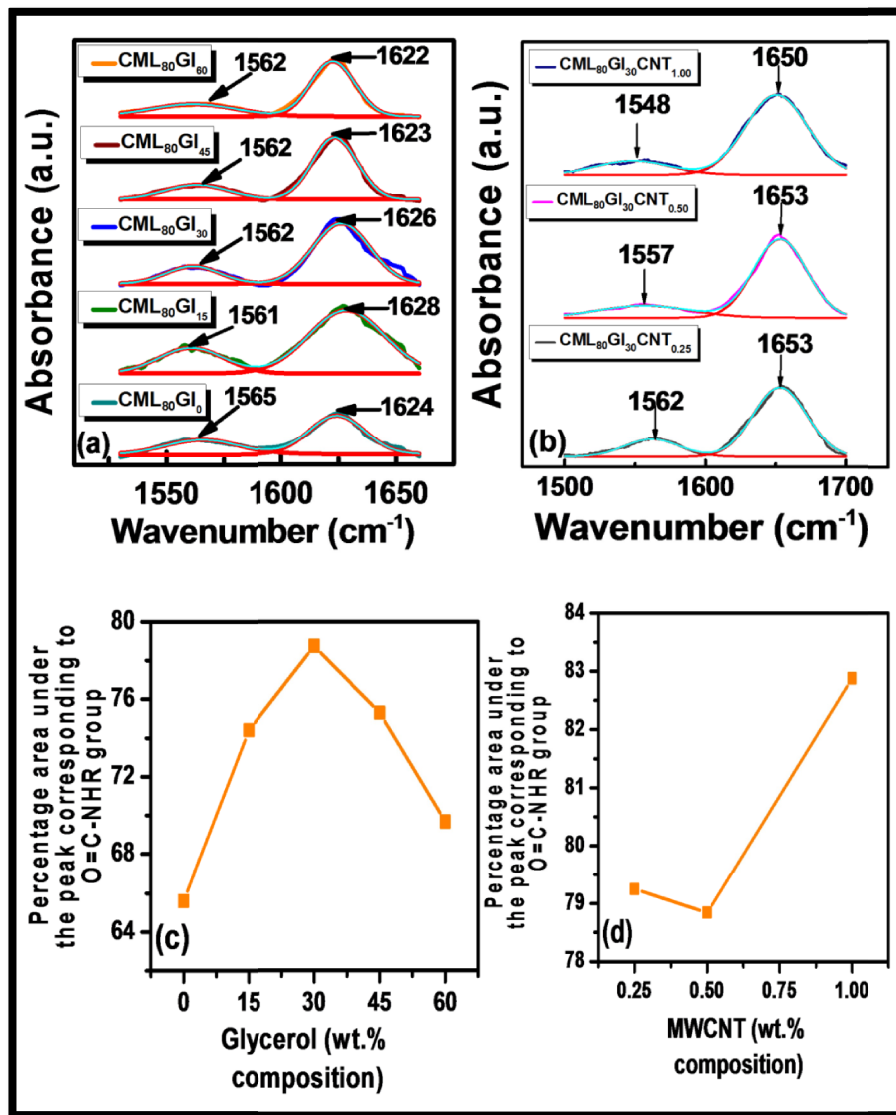 CML₈₀Gl₆₀
1562
1622
CML₈₀Gl₄₅
1562
1623
CML₈₀Gl₃₀
1562
1626
CML₈₀Gl₁₅
1561
1628
CML₈₀Gl₀
1565
1624
(a)
Absorbance (a.u.)
1550 1600 1650
Wavenumber (cm⁻¹)
CML₈₀Gl₃₀CNT₁.₀₀
1548
1650
CML₈₀Gl₃₀CNT₀.₅₀
1557
1653
CML₈₀Gl₃₀CNT₀.₂₅
1562
1653
(b)
Absorbance (a.u.)
1500 1600 1700
Wavenumber (cm⁻¹)
Percentage area under
the peak corresponding to
O=C-NHR group
80
76
72
68
64
(c)
0 15 30 45 60
Glycerol (wt.%
composition)
Percentage area under
the peak corresponding to
O=C-NHR group
84
83
82
81
80
79
78
(d)
0.25 0.50 0.75 1.00
MWCNT (wt.%
composition)